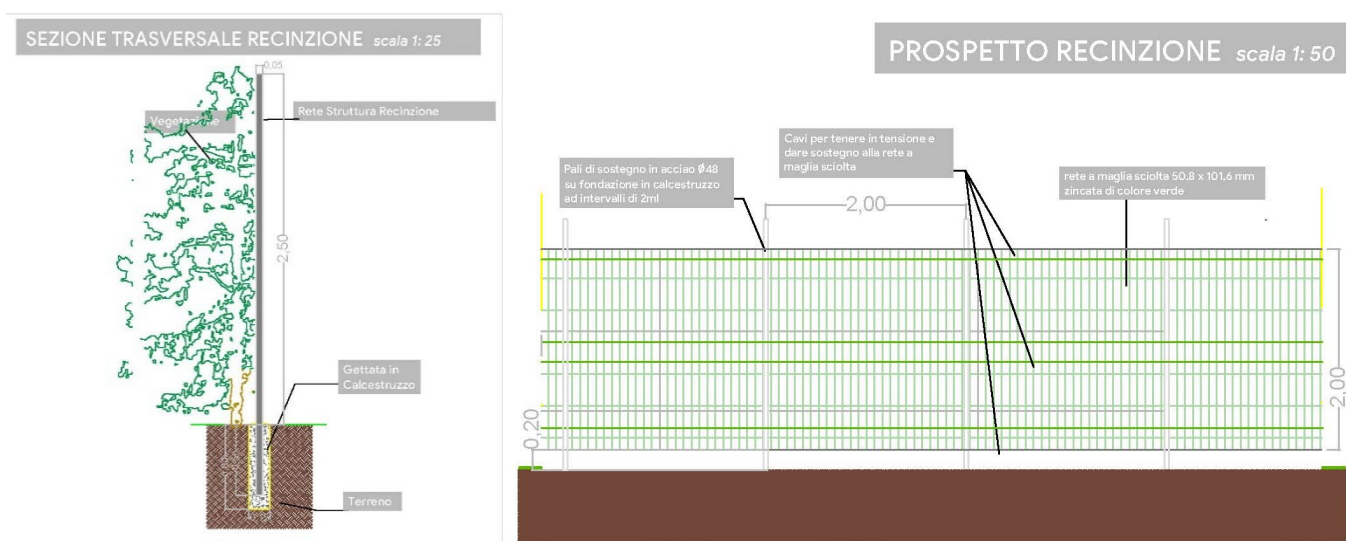 SEZIONE TRASVERSALE RECINZIONE scala 1: 25
0,05
Rete Struttura Recinzione
Vegetazione
2,50
Gettata in
Calcestruzzo
Terreno
PROSPETTO RECINZIONE scala 1: 50
Cavi per tenere in tensione e
dare sostegno alla rete a
maglia sciolta
Pali di sostegno in acciao Ø48
su fondazione in calcestruzzo
ad intervalli di 2ml
rete a maglia sciolta 50.8 x 101,6 mm
zincata di colore verde
2,00
2,00
0,20